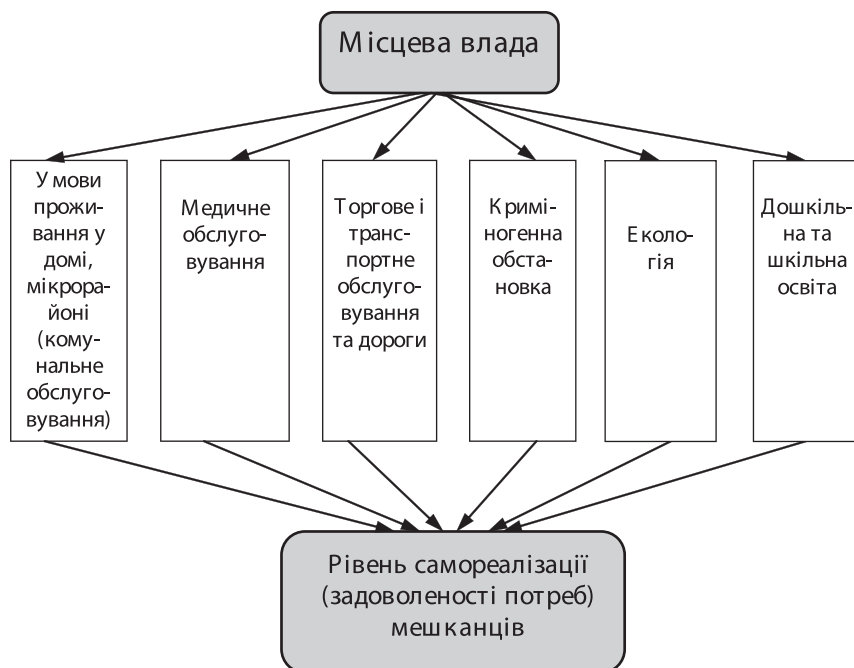 Місцева влада
Умови
прожи-
вання у
домі,
мікрора-
йоні
(кому-
нальне
обслуго-
вування)
Медичне
обслуго-
вування
Торгове і
транс-
портне
обслуго-
вування
та дороги
Кримі-
ногенна
обста-
новка
Еколо-
гія
Дошкіль-
на та
шкільна
освіта
Рівень самореалізації
(задоволеності потреб)
мешканців